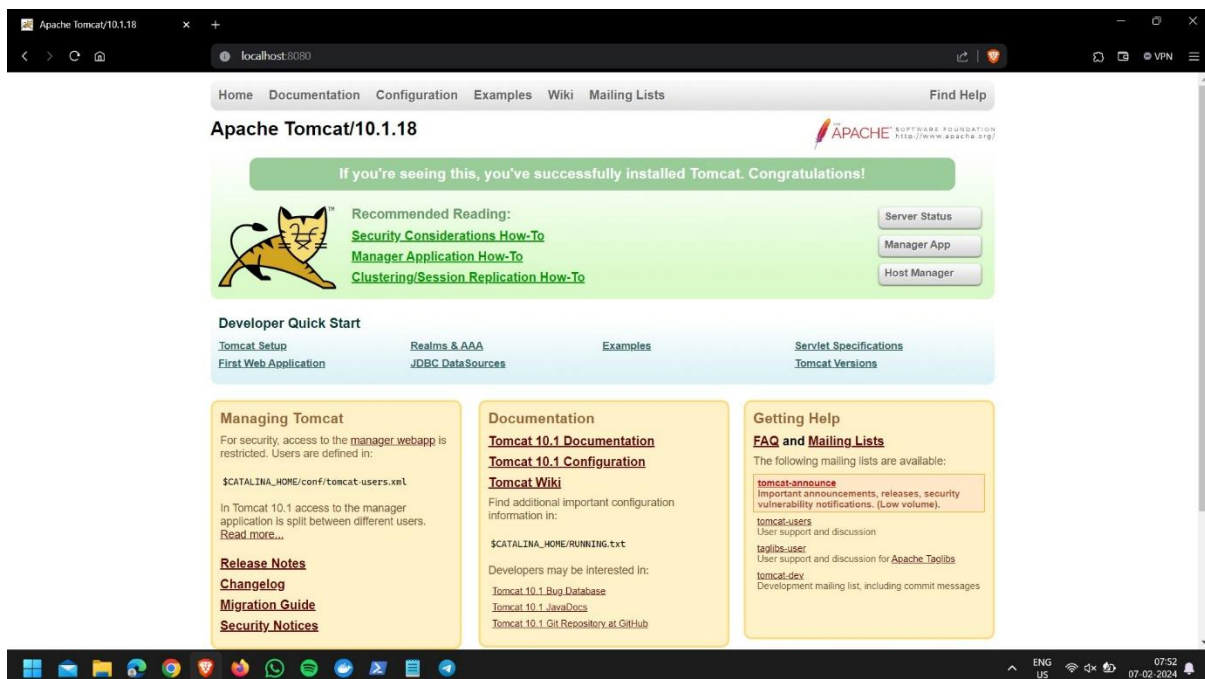 Apache Tomcat/10.1.18
localhost:8080
VPN
Home Documentation Configuration Examples Wiki Mailing Lists Find Help
Apache Tomcat/10.1.18
THE
APACHE SOFTWARE FOUNDATION
http://www.apache.org/
If you're seeing this, you've successfully installed Tomcat. Congratulations!
TM
Recommended Reading:
Security Considerations How-To
Manager Application How-To
Clustering/Session Replication How-To
Server Status
Manager App
Host Manager
Developer Quick Start
Tomcat Setup
First Web Application
Realms & AAA
JDBC DataSources
Examples
Servlet Specifications
Tomcat Versions
Managing Tomcat
For security, access to the manager webapp is
restricted. Users are defined in:
$CATALINA_HOME/conf/tomcat-users.xml
In Tomcat 10.1 access to the manager
application is split between different users.
Read more...
Release Notes
Changelog
Migration Guide
Security Notices
Documentation
Tomcat 10.1 Documentation
Tomcat 10.1 Configuration
Tomcat Wiki
Find additional important configuration
information in:
$CATALINA_HOME/RUNNING.txt
Developers may be interested in:
Tomcat 10.1 Bug Database
Tomcat 10.1 JavaDocs
Tomcat 10.1 Git Repository at GitHub
Getting Help
FAQ and Mailing Lists
The following mailing lists are available:
tomcat-announce
Important announcements, releases, security
vulnerability notifications. (Low volume).
tomcat-users
User support and discussion
taglibs-user
User support and discussion for Apache Taglibs
tomcat-dev
Development mailing list, including commit messages
ENG
US
07:52
07-02-2024